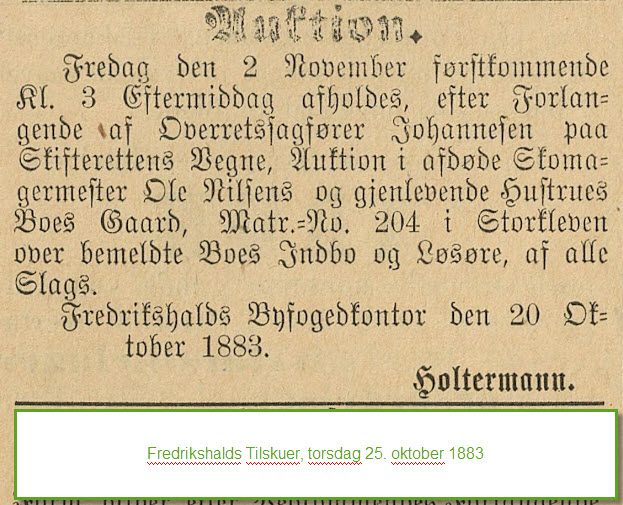 Auktion.
Fredag den 2 November førstkommende
Kl. 3 Eftermiddag afholdes, efter Forlan=
gende af Overretssagfører Johannesen paa
Skifterettens Vegne, Auktion i afdøde Skoma=
germester Ole Nilsens og gjenlevende Hustrues
Boes Gaard, Matr.=No. 204 i Storkleven
over bemeldte Boes Indbo og Løsøre, af alle
Slags.
Fredrikshalds Byfogedkontor den 20 Ok=
tober 1883.
Holtermann.
Fredrikshalds Tilskuer, torsdag 25. oktober 1883